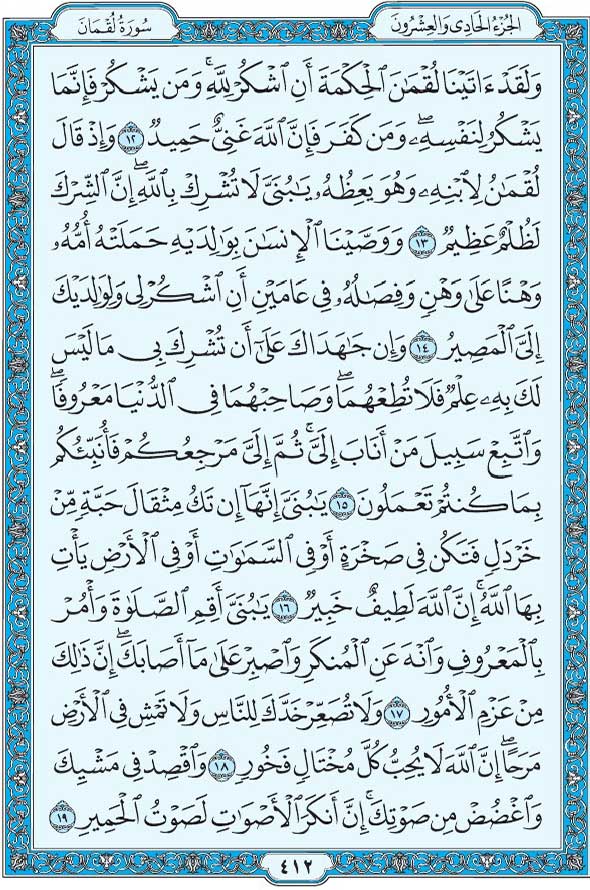 الجُزْءُ الحَادِي وَالعِشْرُونَ سُورَةُ لُقْمَانَ
وَلَقَدْ ءَاتَيْنَا لُقْمَٰنَ ٱلْحِكْمَةَ أَنِ ٱشْكُرْ لِلَّهِۚ وَمَن يَشْكُرْ فَإِنَّمَا
يَشْكُرُ لِنَفْسِهِۦۖ وَمَن كَفَرَ فَإِنَّ ٱللَّهَ غَنِىٌّ حَمِيدٌ ١٢ وَإِذْ قَالَ
لُقْمَٰنُ لِٱبْنِهِۦ وَهُوَ يَعِظُهُۥ يَٰبُنَىَّ لَا تُشْرِكْ بِٱللَّهِۖ إِنَّ ٱلشِّرْكَ
لَظُلْمٌ عَظِيمٌ ١٣ وَوَصَّيْنَا ٱلْإِنسَٰنَ بِوَٰلِدَيْهِ حَمَلَتْهُ أُمُّهُۥ
وَهْنًا عَلَىٰ وَهْنٍ وَفِصَٰلُهُۥ فِى عَامَيْنِ أَنِ ٱشْكُرْ لِى وَلِوَٰلِدَيْكَ
إِلَىَّ ٱلْمَصِيرُ ١٤ وَإِن جَٰهَدَاكَ عَلَىٰٓ أَن تُشْرِكَ بِى مَا لَيْسَ
لَكَ بِهِۦ عِلْمٌ فَلَا تُطِعْهُمَاۖ وَصَاحِبْهُمَا فِى ٱلدُّنْيَا مَعْرُوفًاۖ
وَٱتَّبِعْ سَبِيلَ مَنْ أَنَابَ إِلَىَّۚ ثُمَّ إِلَىَّ مَرْجِعُكُمْ فَأُنَبِّئُكُم
بِمَا كُنتُمْ تَعْمَلُونَ ١٥ يَٰبُنَىَّ إِنَّهَآ إِن تَكُ مِثْقَالَ حَبَّةٍ مِّنْ
خَرْدَلٍ فَتَكُن فِى صَخْرَةٍ أَوْ فِى ٱلسَّمَٰوَٰتِ أَوْ فِى ٱلْأَرْضِ يَأْتِ
بِهَا ٱللَّهُۚ إِنَّ ٱللَّهَ لَطِيفٌ خَبِيرٌ ١٦ يَٰبُنَىَّ أَقِمِ ٱلصَّلَوٰةَ وَأْمُرْ
بِٱلْمَعْرُوفِ وَٱنْهَ عَنِ ٱلْمُنكَرِ وَٱصْبِرْ عَلَىٰ مَآ أَصَابَكَۖ إِنَّ ذَٰلِكَ
مِنْ عَزْمِ ٱلْأُمُورِ ١٧ وَلَا تُصَعِّرْ خَدَّكَ لِلنَّاسِ وَلَا تَمْشِ فِى ٱلْأَرْضِ
مَرَحًاۖ إِنَّ ٱللَّهَ لَا يُحِبُّ كُلَّ مُخْتَالٍ فَخُورٍ ١٨ وَٱقْصِدْ فِى مَشْيِكَ
وَٱغْضُضْ مِن صَوْتِكَۚ إِنَّ أَنكَرَ ٱلْأَصْوَٰتِ لَصَوْتُ ٱلْحَمِيرِ ١٩
٤١٢